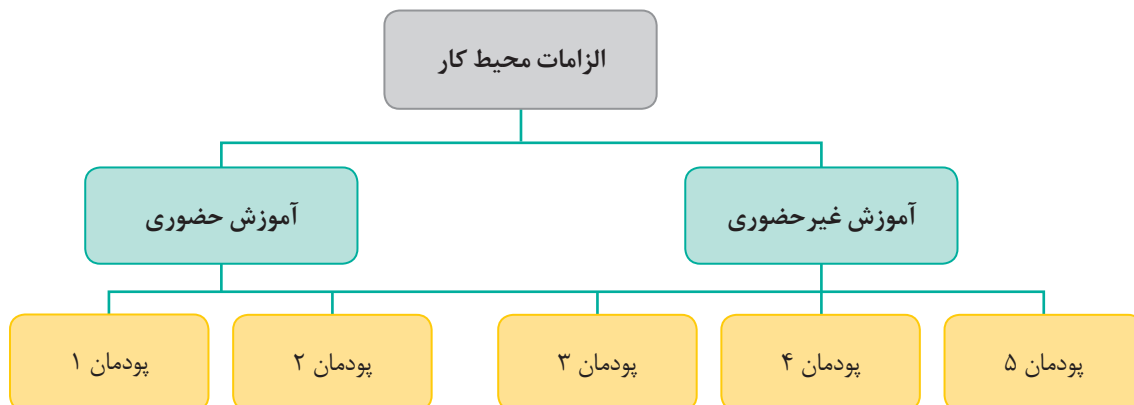 الزامات محیط کار
آموزش غیرحضوری
آموزش حضوری
پودمان ۵
پودمان ۴
پودمان ۳
پودمان ۲
پودمان ۱